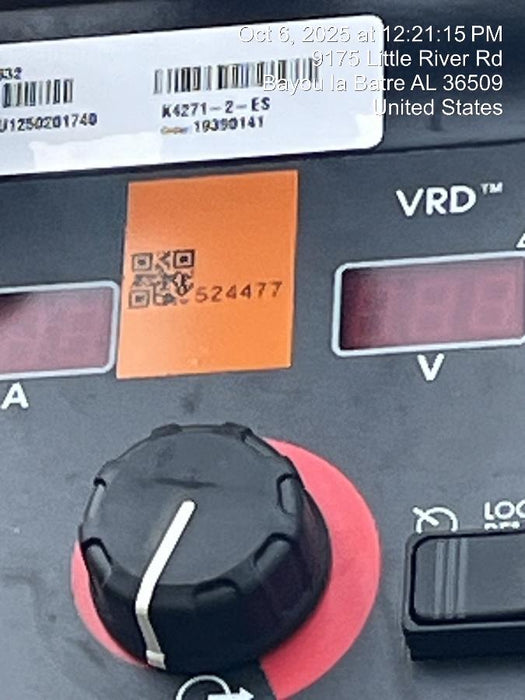 Oct 6, 2025 at 12:21:15 PM
9175 Little River Rd
Bayou la Batre AL 36509
United States
U1250201740
K4271-2-ES
19390141
VRD™
524477
A
V